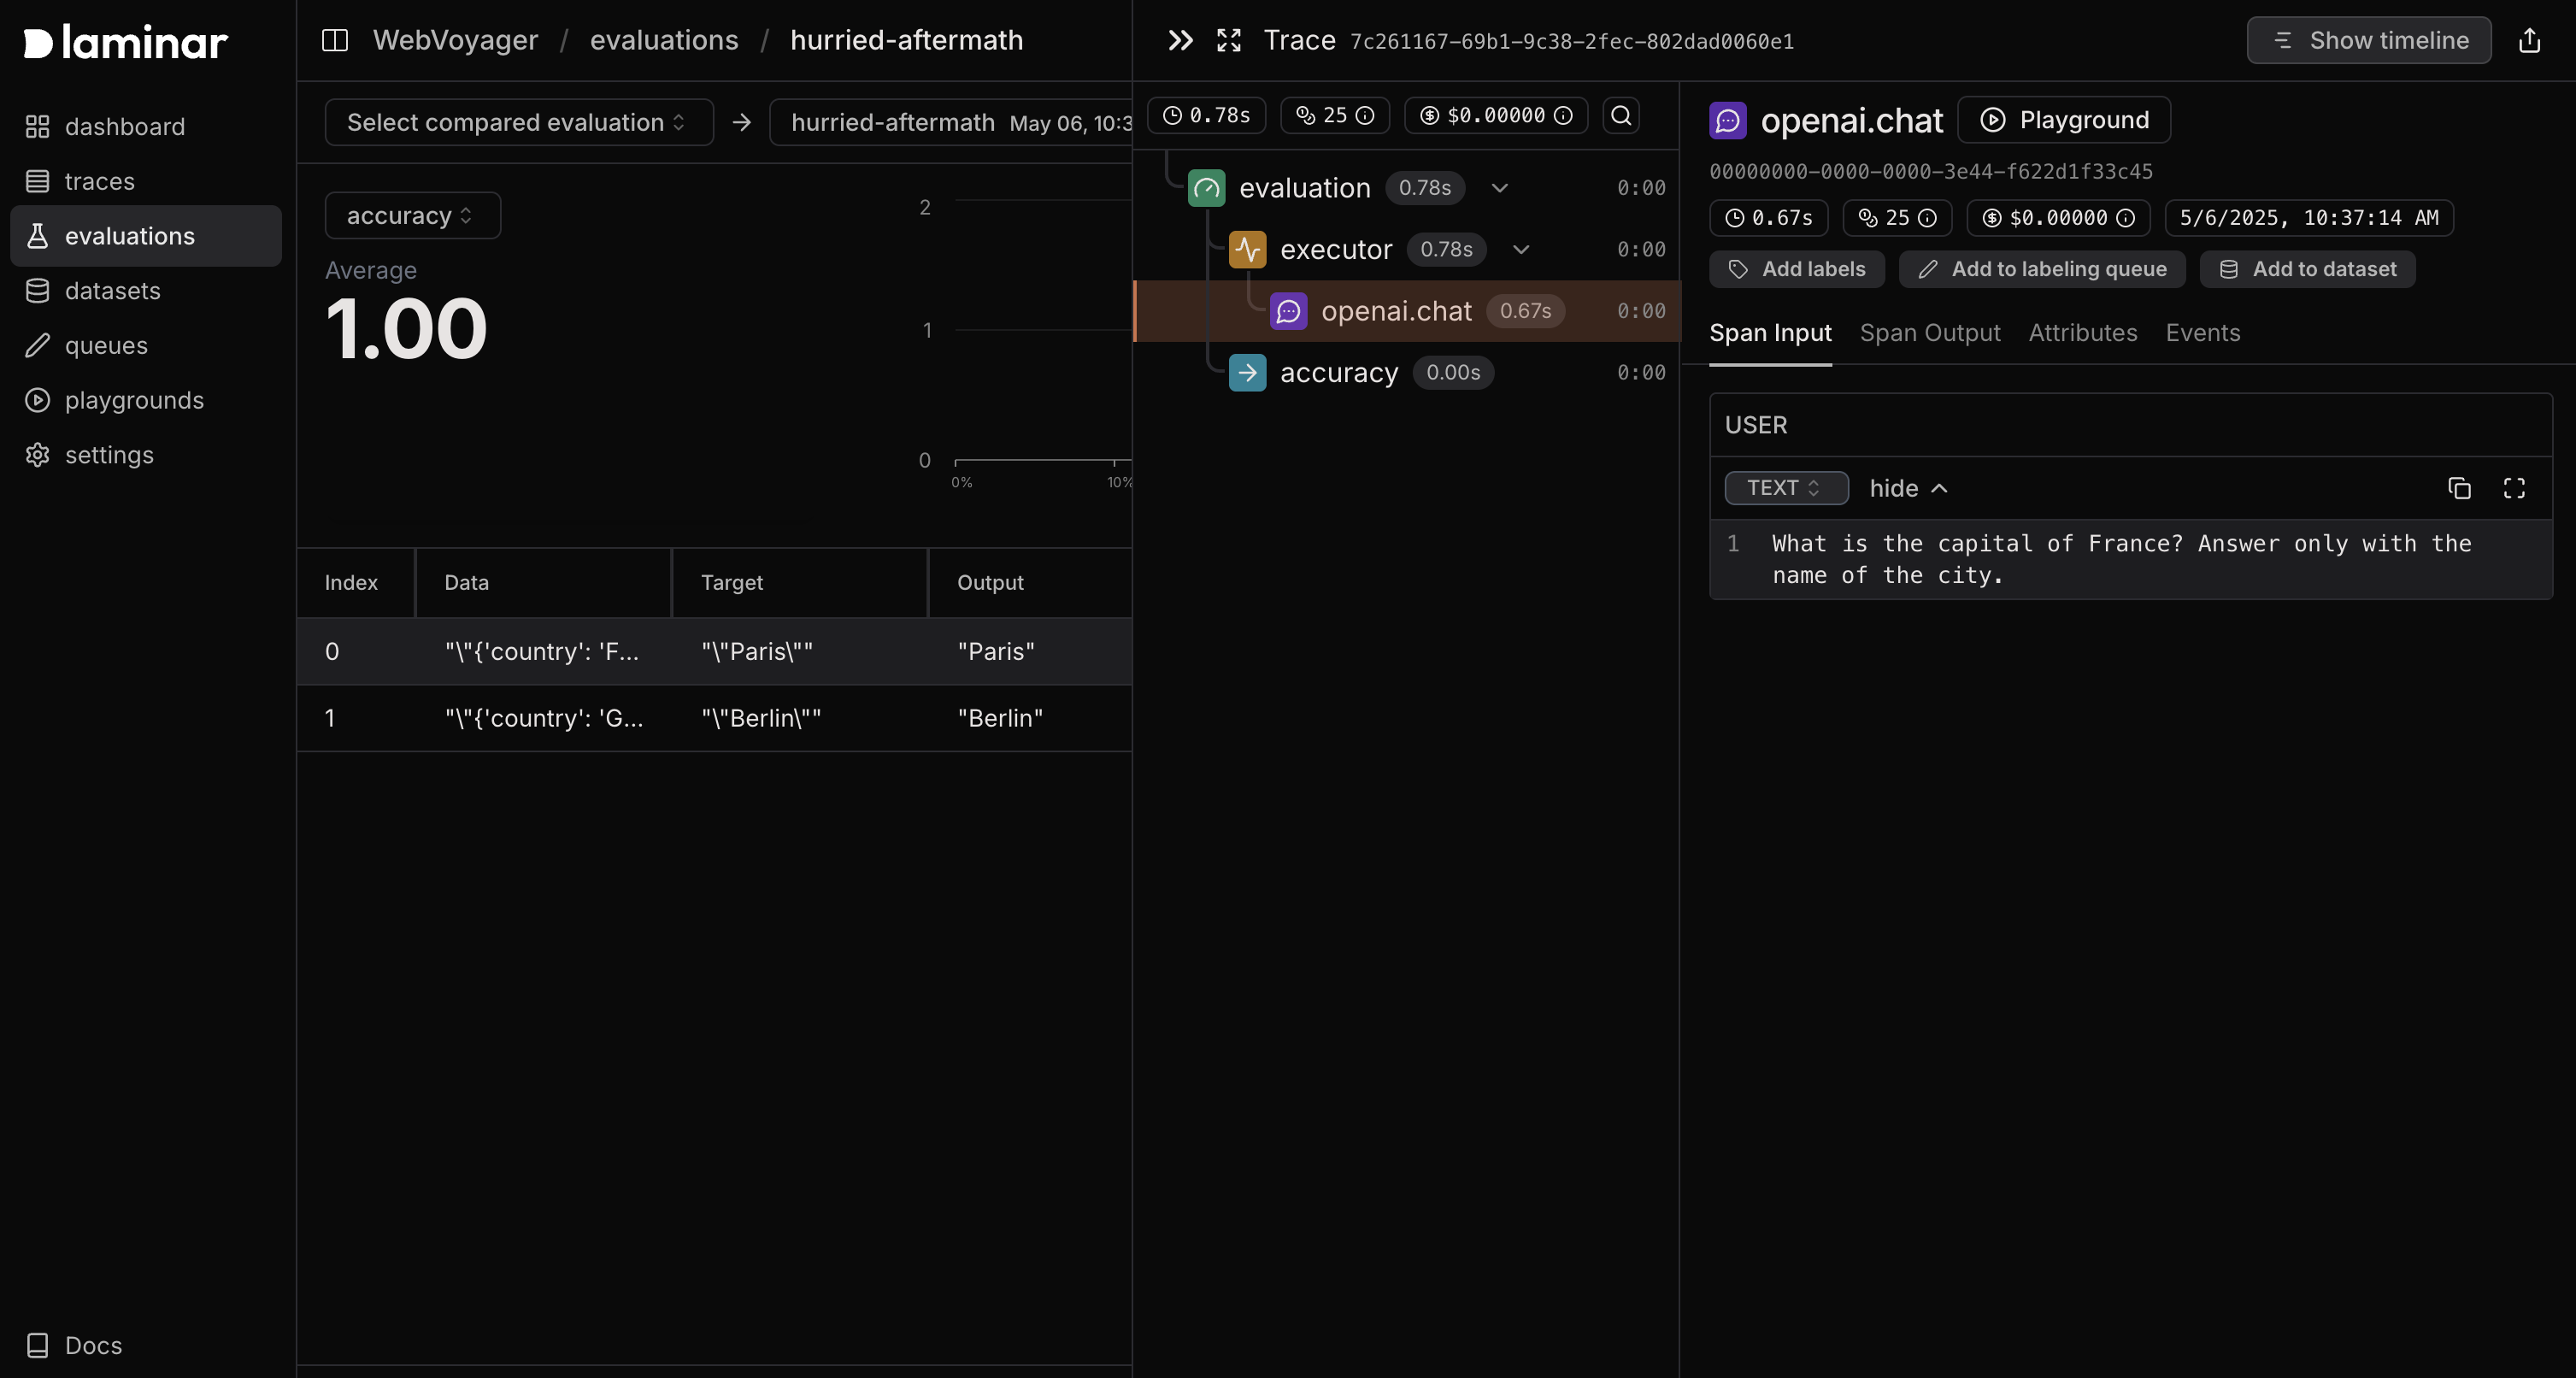 laminar
dashboard
traces
evaluations
datasets
queues
playgrounds
settings
Docs
WebVoyager / evaluations / hurried-aftermath
Select compared evaluation
hurried-aftermath May 06, 10:3
accuracy
Average
1.00
2
1
0
0% 10%
Index Data Target Output
0 "\"{'country': 'F... "\"Paris\"" "Paris"
1 "\"{'country': 'G... "\"Berlin\"" "Berlin"
Trace 7c261167-69b1-9c38-2fec-802dad0060e1
Show timeline
0.78s 25 $0.00000
evaluation 0.78s 0:00
executor 0.78s 0:00
openai.chat 0.67s 0:00
accuracy 0.00s 0:00
openai.chat Playground
00000000-0000-0000-3e44-f622d1f33c45
0.67s 25 $0.00000 5/6/2025, 10:37:14 AM
Add labels Add to labeling queue Add to dataset
Span Input Span Output Attributes Events
USER
TEXT hide
1 What is the capital of France? Answer only with the
name of the city.